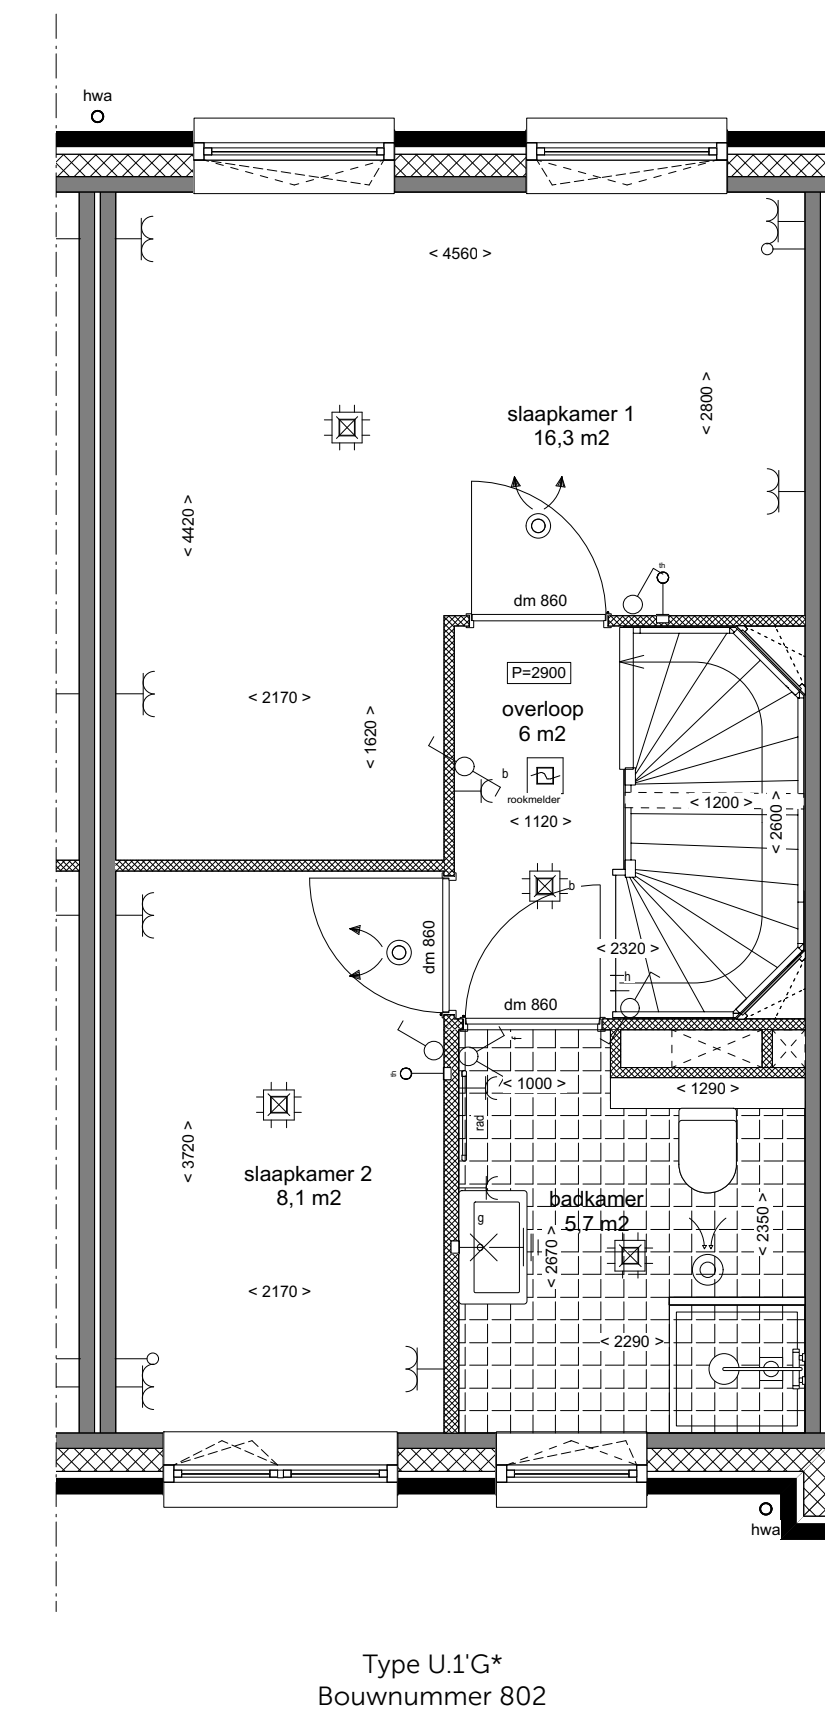 hwa
< 4560 >
< 2800 >
slaapkamer 1
16,3 m2
< 4420 >
th
dm 860
P=2900
overloop
6 m2
< 2170 >
< 1620 >
b
rookmelder
< 1120 >
< 1200 >
< 2600 >
b
dm 860
< 2320 >
h
dm 860
f
th
< 1000 >
< 1290 >
rad
< 3720 >
slaapkamer 2
8,1 m2
badkamer
5,7 m2
g
< 2350 >
< 2670 >
< 2170 >
< 2290 >
hwa
Type U.1'G*
Bouwnummer 802